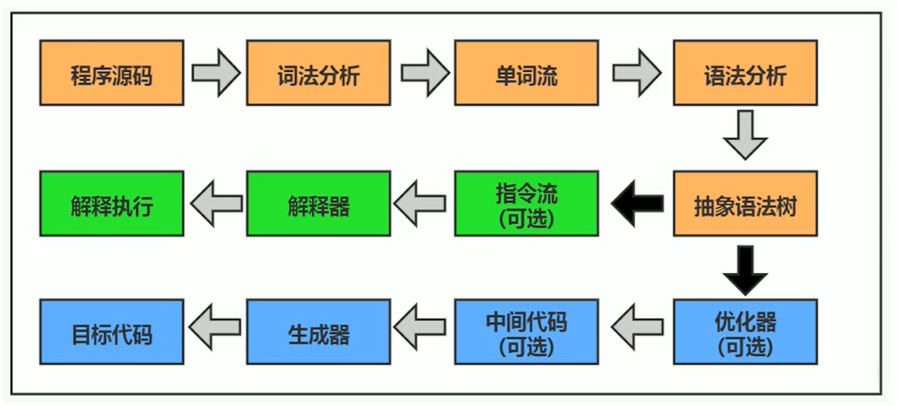 程序源码
词法分析
单词流
语法分析
解释执行
解释器
指令流
(可选)
抽象语法树
目标代码
生成器
中间代码
(可选)
优化器
(可选)